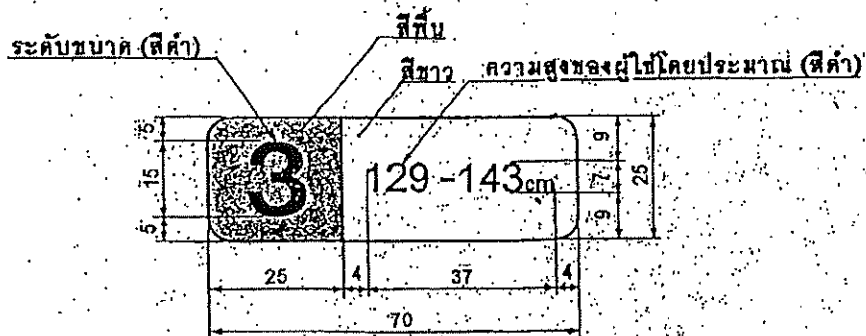 สีพื้น
ระดับขนาด (สีดำ)
สีขาว ความสูงของผู้ใช้โดยประมาณ (สีดำ)
5 15 5
3 129-143cm
9 7 9 25
25 4 37 4
70